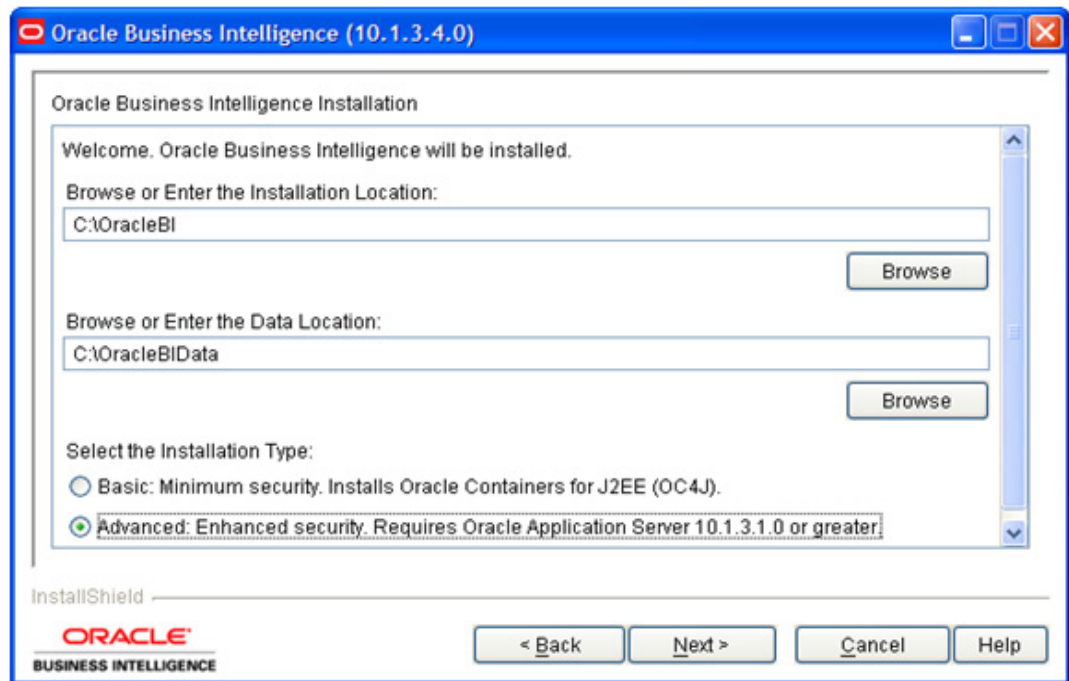 Oracle Business Intelligence (10.1.3.4.0)
Oracle Business Intelligence Installation
Welcome. Oracle Business Intelligence will be installed.
Browse or Enter the Installation Location:
C:\OracleBI
Browse
Browse or Enter the Data Location:
C:\OracleBIData
Browse
Select the Installation Type:
Basic: Minimum security. Installs Oracle Containers for J2EE (OC4J).
Advanced: Enhanced security. Requires Oracle Application Server 10.1.3.1.0 or greater.
InstallShield
ORACLE
BUSINESS INTELLIGENCE
< Back Next > Cancel Help